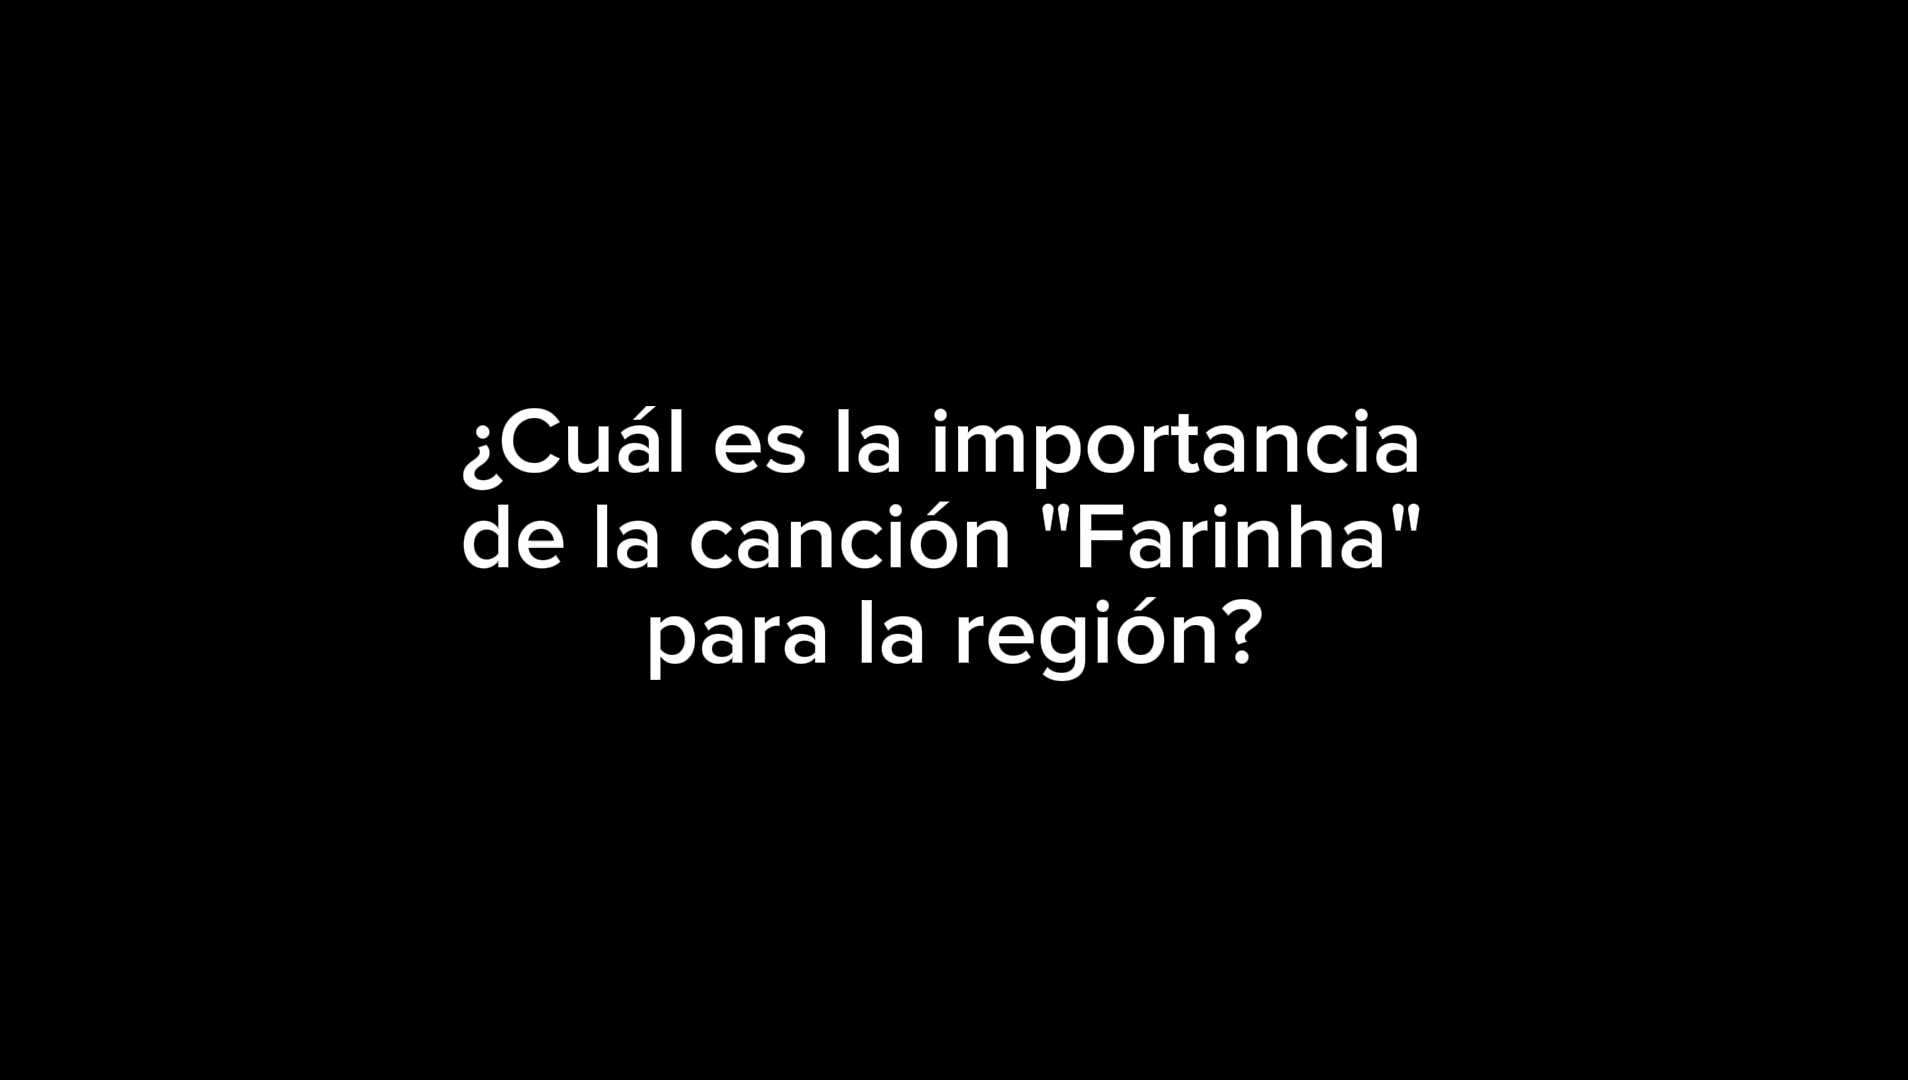 ¿Cuál es la importancia
de la canción "Farinha"
para la región?